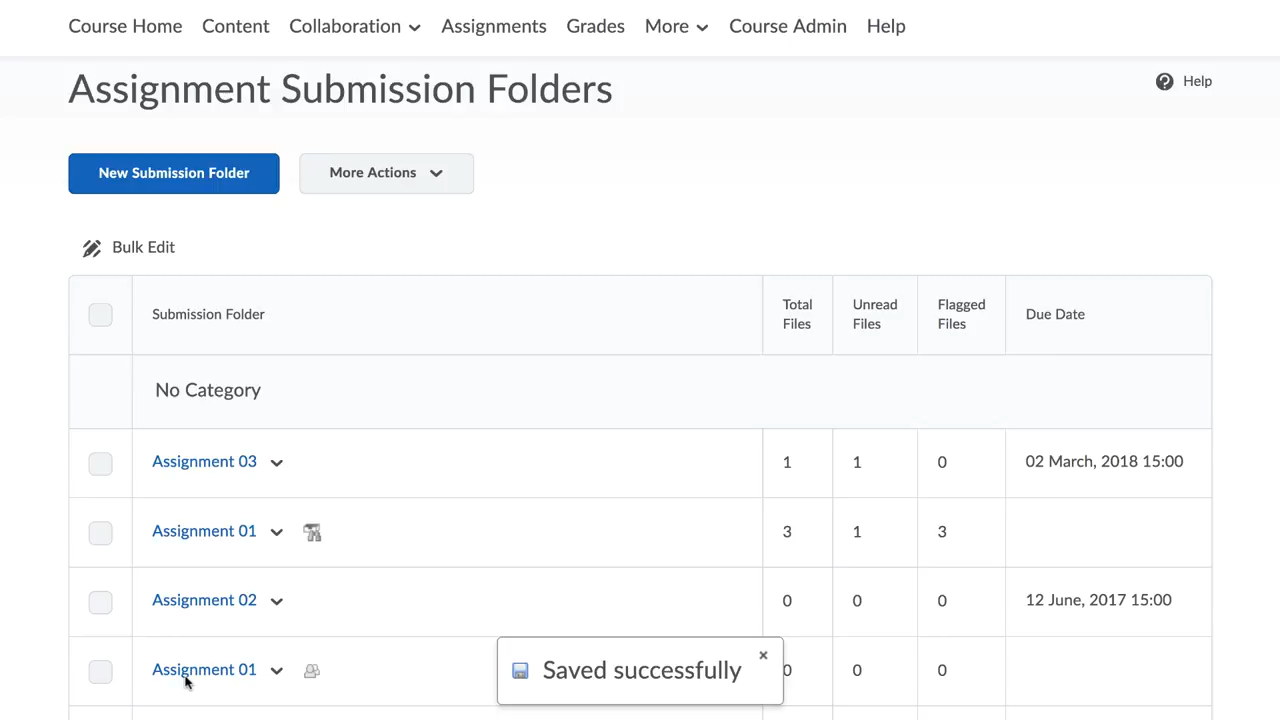 Course Home Content Collaboration Assignments Grades More Course Admin Help
Assignment Submission Folders
Help
New Submission Folder More Actions
Bulk Edit
Submission Folder Total Files Unread Files Flagged Files Due Date
No Category
Assignment 03 1 1 0 02 March, 2018 15:00
Assignment 01 3 1 3
Assignment 02 0 0 0 12 June, 2017 15:00
Assignment 01 0 0 0
Saved successfully